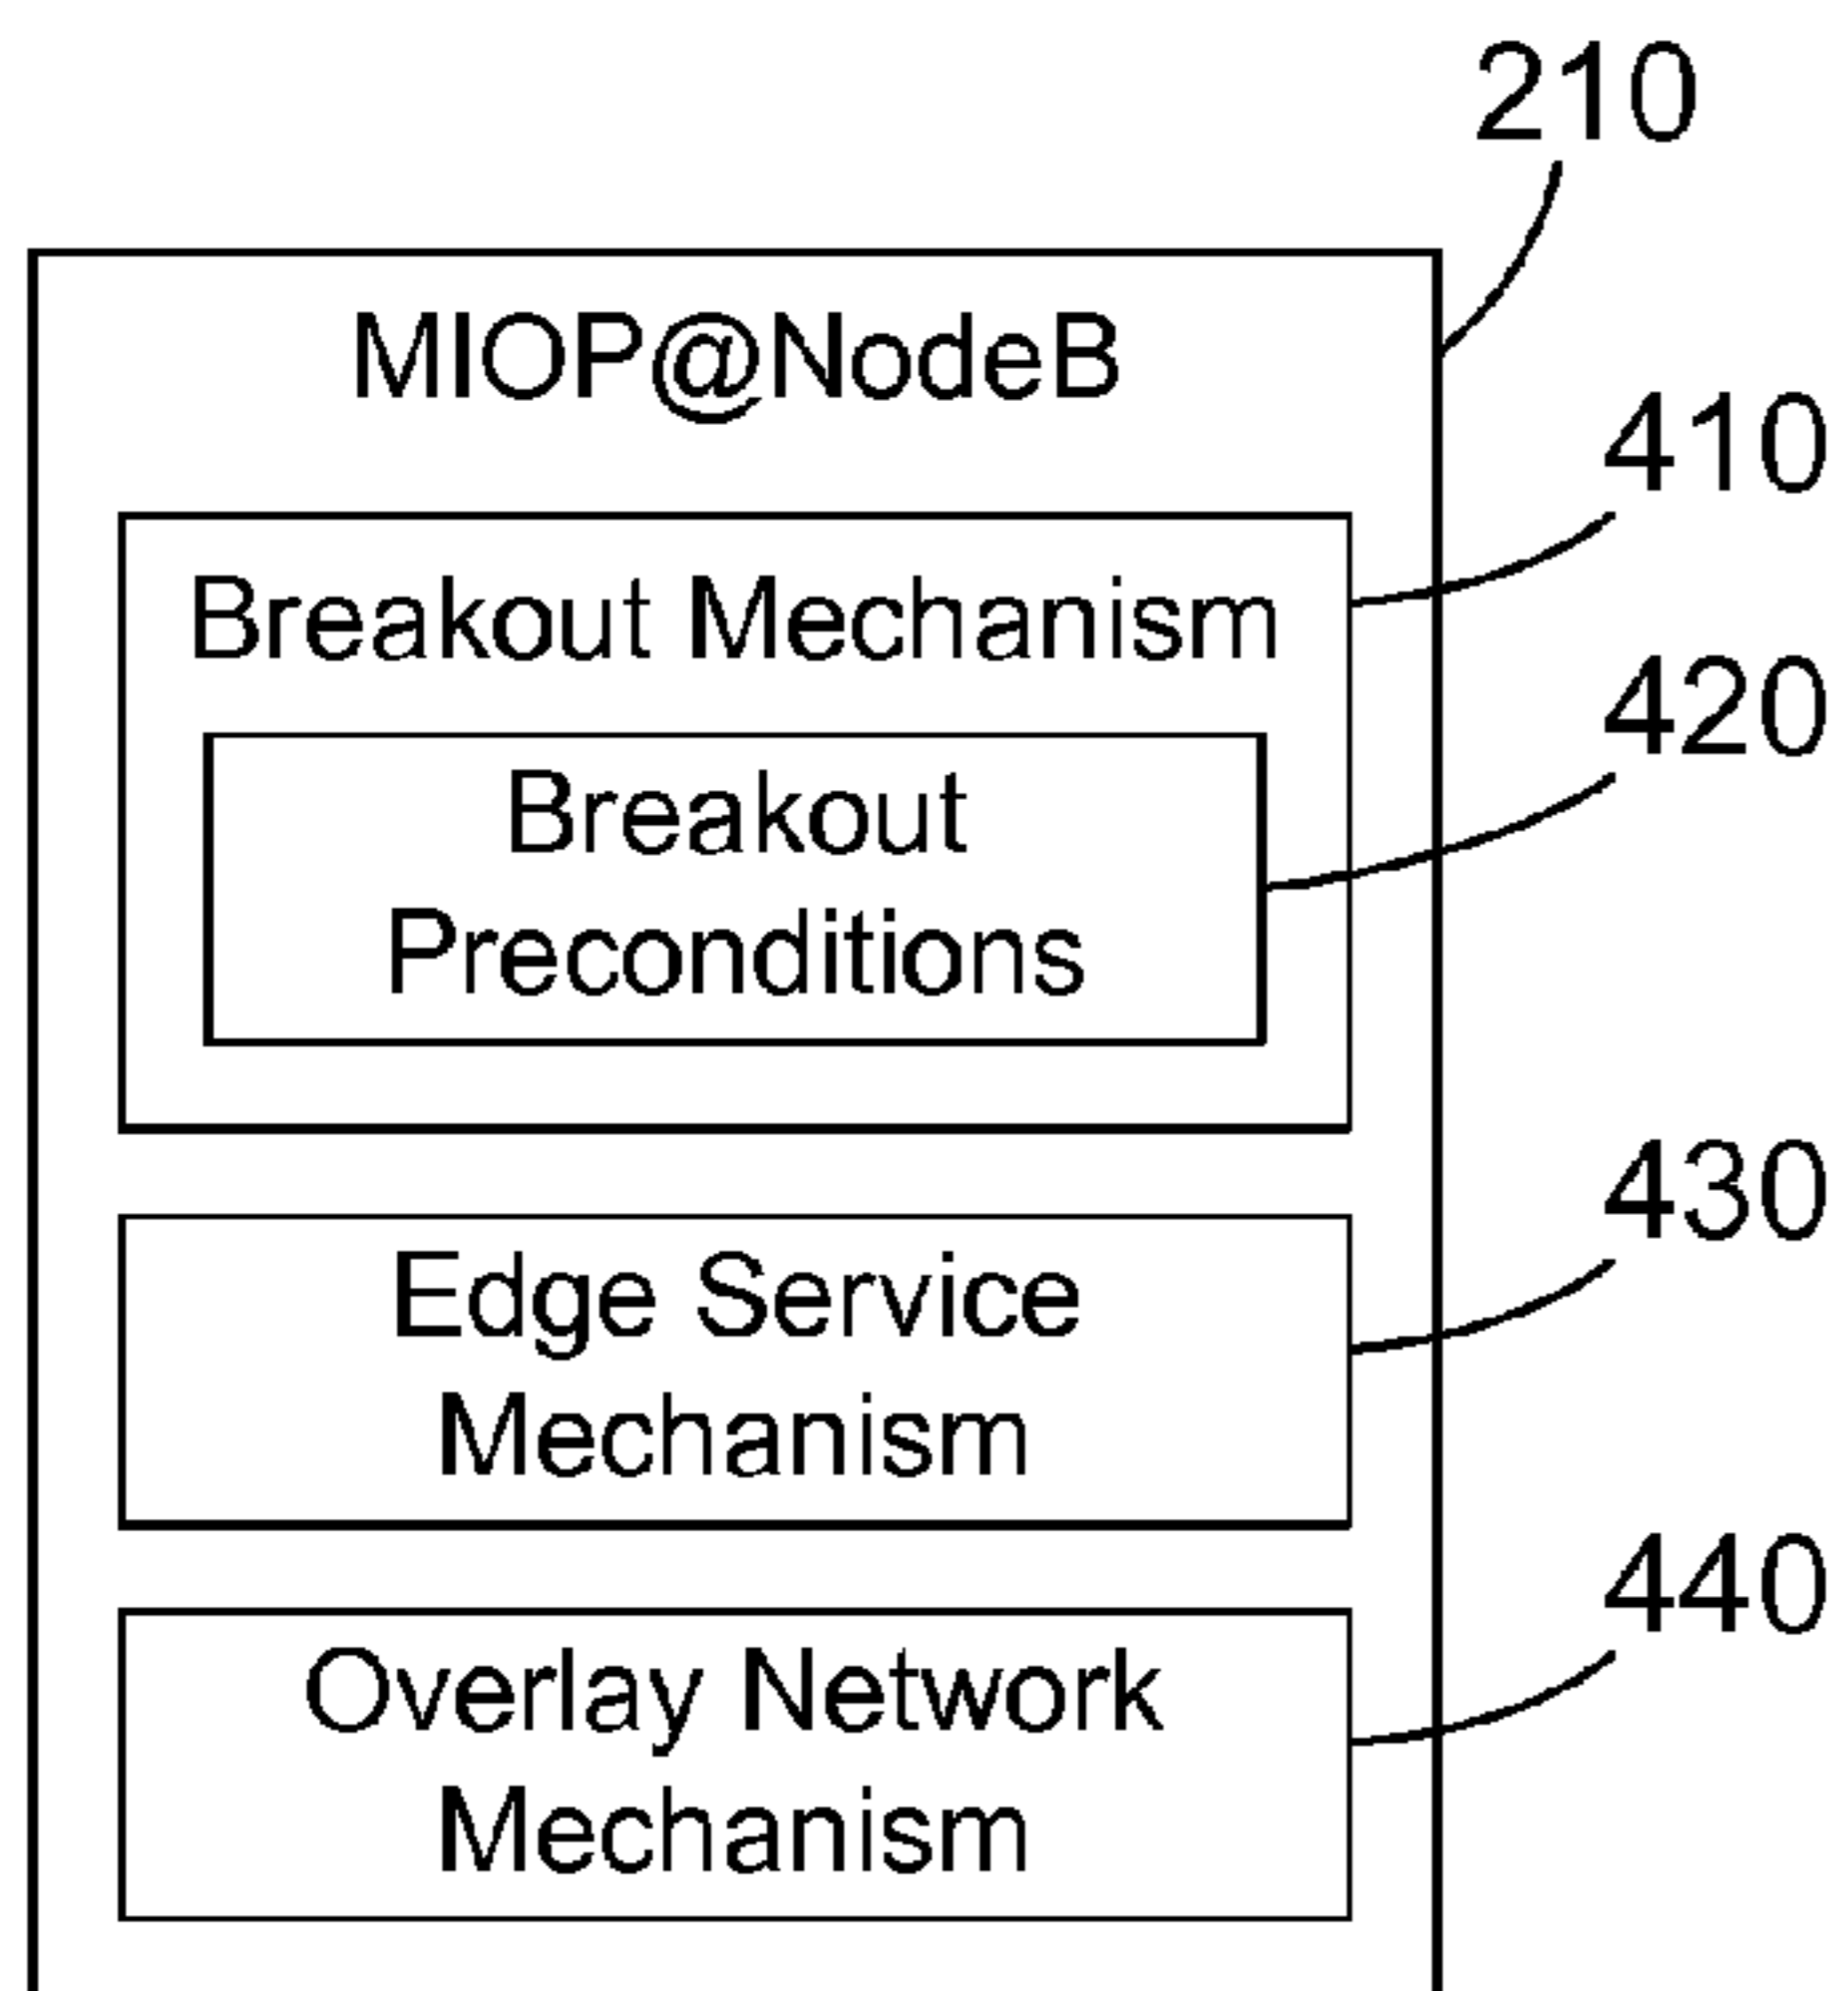 210
MIOP@NodeB
410
Breakout Mechanism
420
Breakout
Preconditions
430
Edge Service
Mechanism
440
Overlay Network
Mechanism